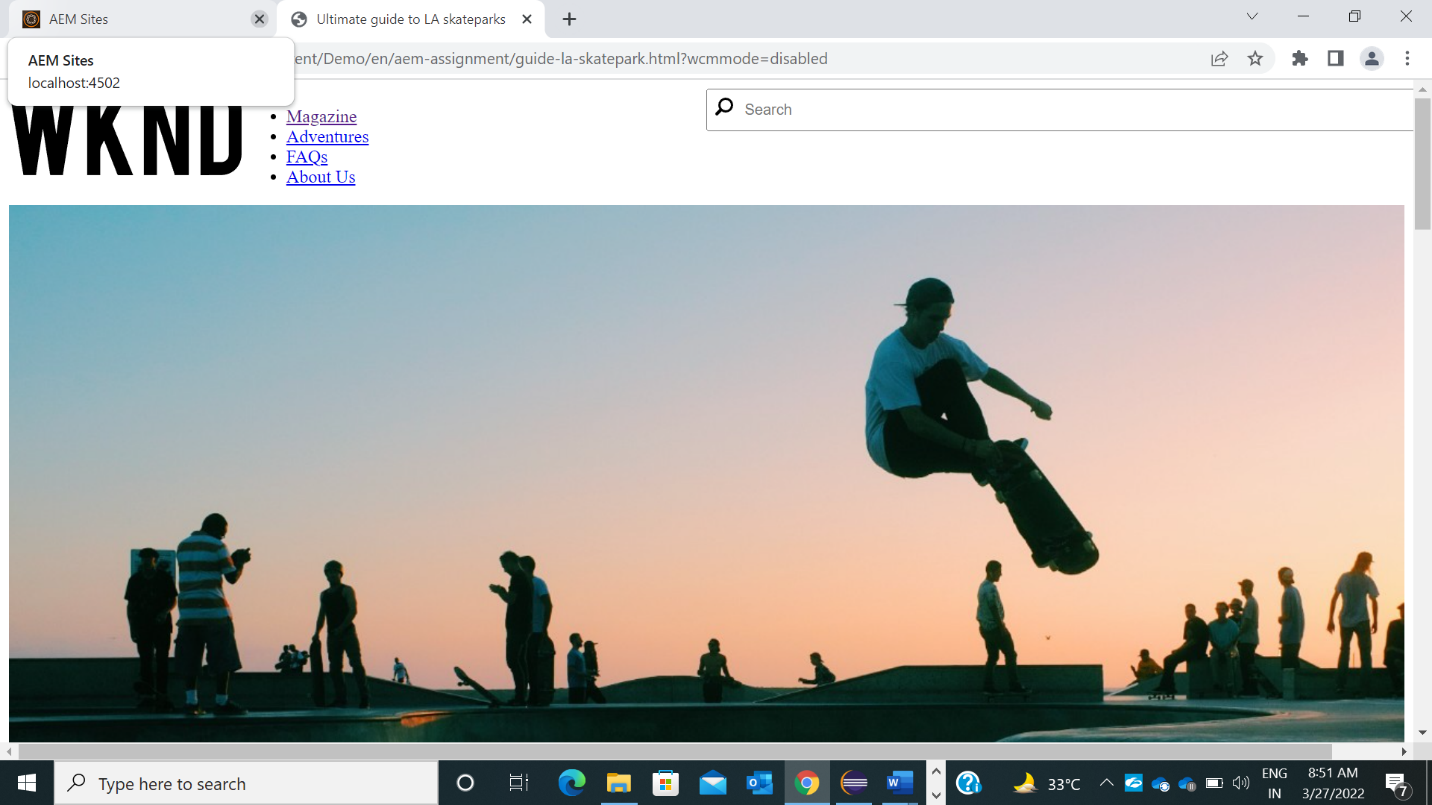 AEM Sites
Ultimate guide to LA skateparks
AEM Sites
localhost:4502
ent/Demo/en/aem-assignment/guide-la-skatepark.html?wcmmode=disabled
WKND
Magazine
Adventures
FAQs
About Us
Search
Type here to search
33°C
ENG
IN
8:51 AM
3/27/2022
7